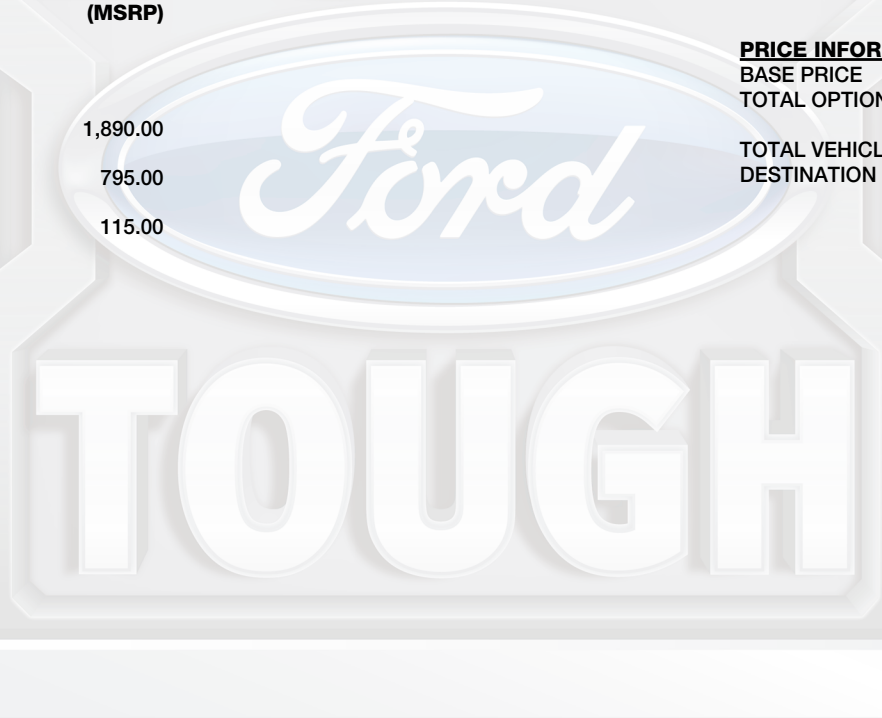 (MSRP)
1,890.00
795.00
115.00
PRICE INFOR
BASE PRICE
TOTAL OPTION
TOTAL VEHICL
DESTINATION
Ford
TOUGH